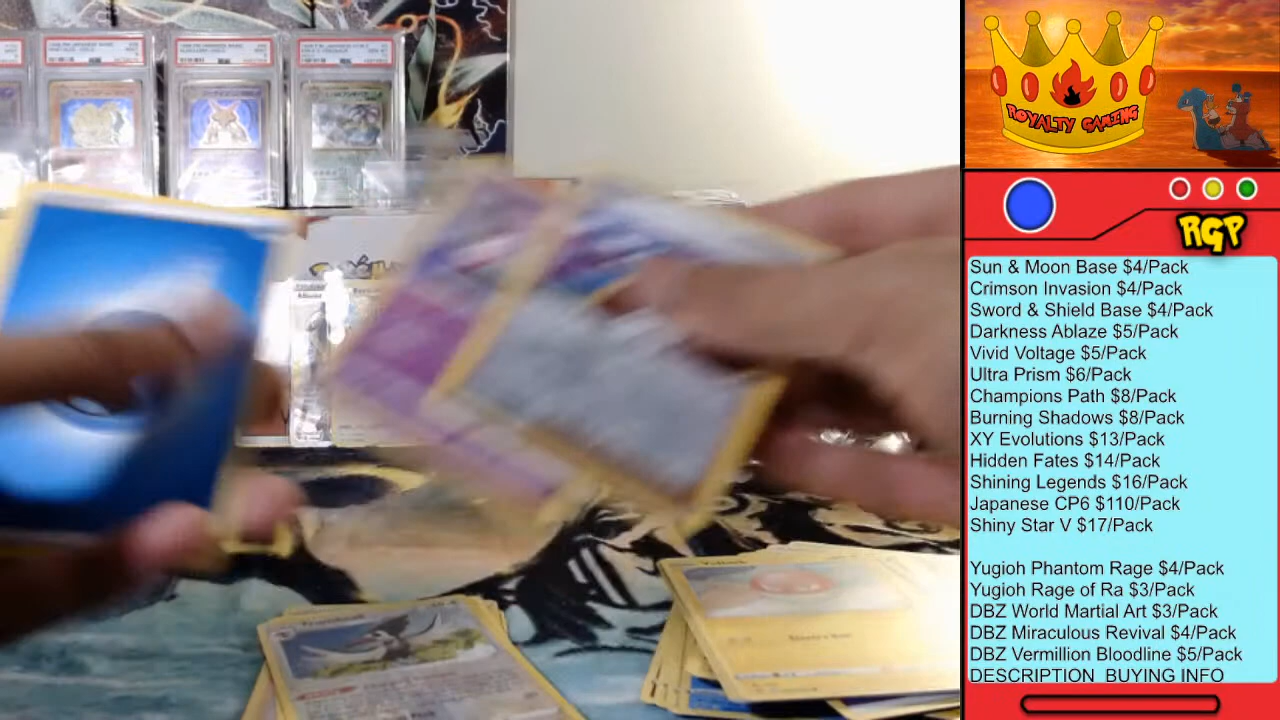 ROYALTY GAMING
RGP
Sun & Moon Base $4/Pack
Crimson Invasion $4/Pack
Sword & Shield Base $4/Pack
Darkness Ablaze $5/Pack
Vivid Voltage $5/Pack
Ultra Prism $6/Pack
Champions Path $8/Pack
Burning Shadows $8/Pack
XY Evolutions $13/Pack
Hidden Fates $14/Pack
Shining Legends $16/Pack
Japanese CP6 $110/Pack
Shiny Star V $17/Pack
Yugioh Phantom Rage $4/Pack
Yugioh Rage of Ra $3/Pack
DBZ World Martial Art $3/Pack
DBZ Miraculous Revival $4/Pack
DBZ Vermillion Bloodline $5/Pack
DESCRIPTION BUYING INFO